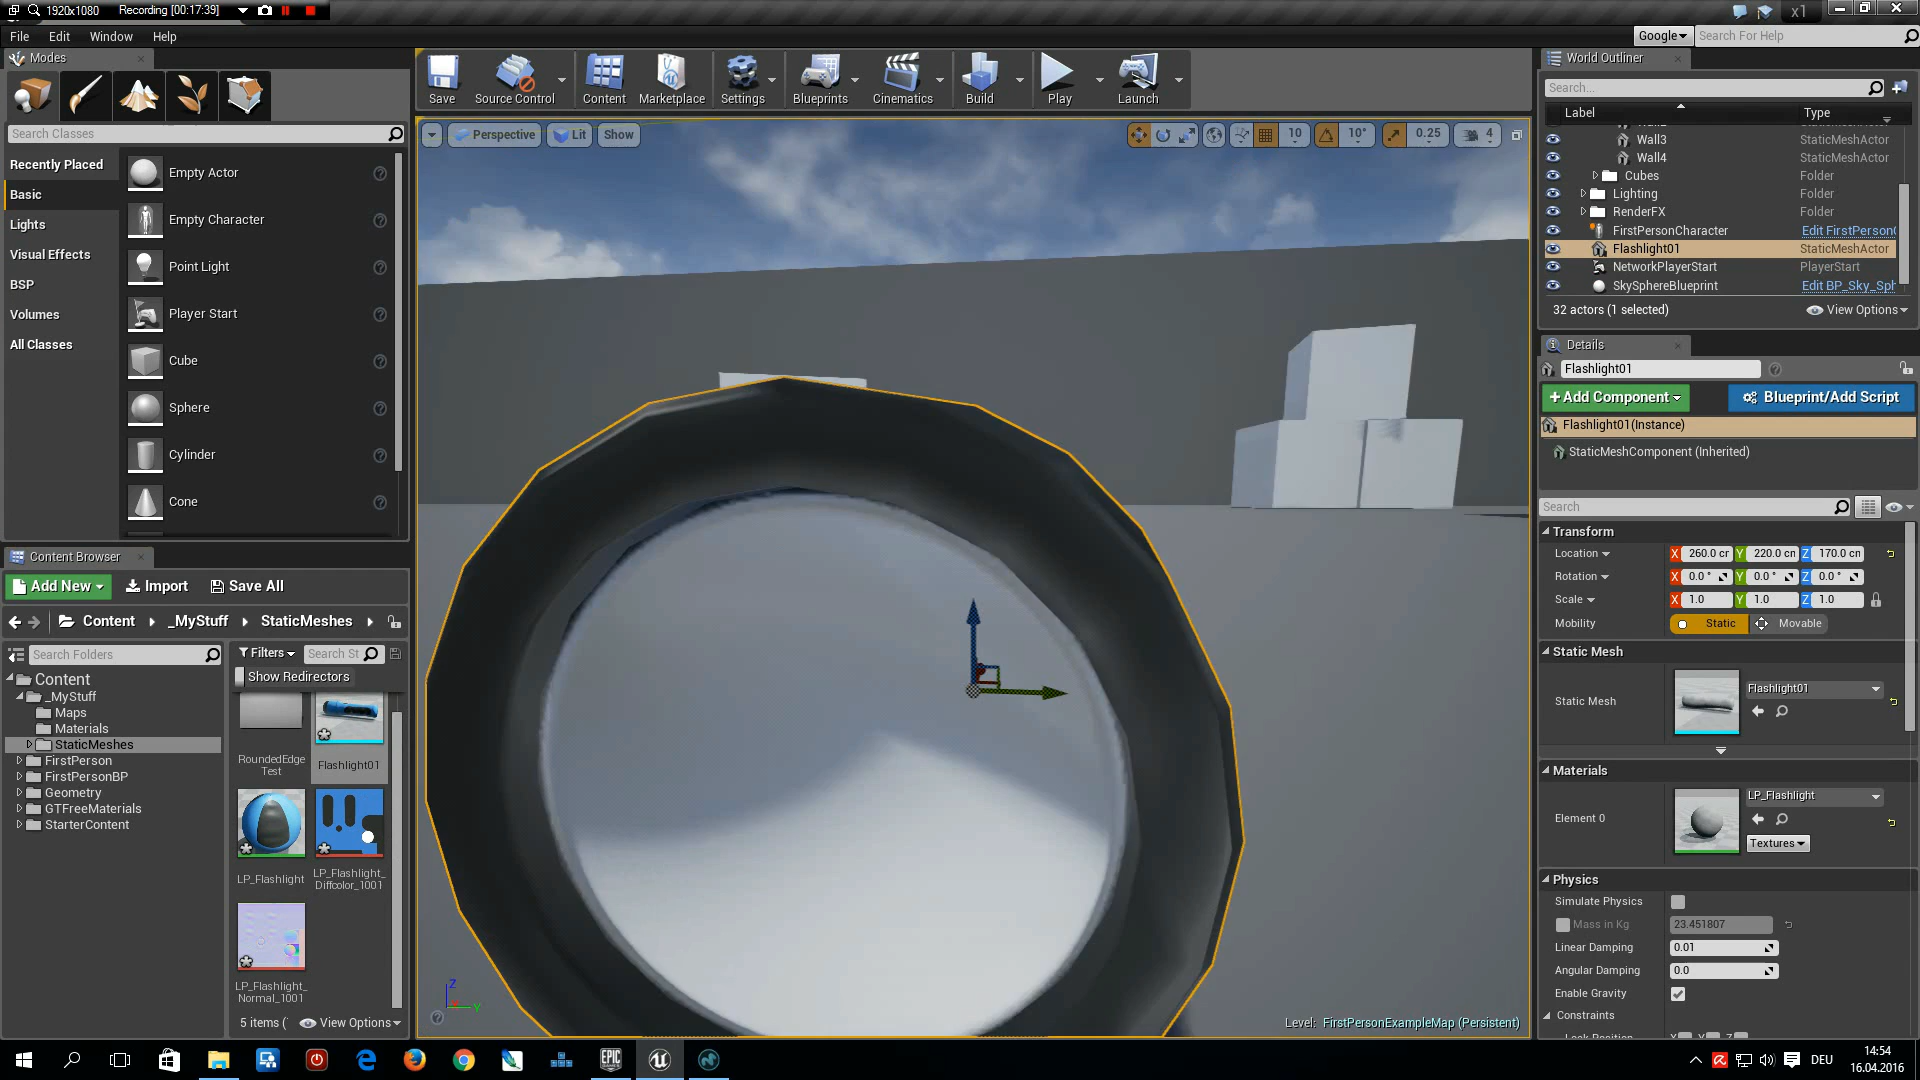 1920x1080 Recording [00:17:39]
x1
File Edit Window Help
Google
Search For Help
Modes
Search Classes
Recently Placed
Basic
Lights
Visual Effects
BSP
Volumes
All Classes
Empty Actor
Empty Character
Point Light
Player Start
Cube
Sphere
Cylinder
Cone
Save
Source Control
Content
Marketplace
Settings
Blueprints
Cinematics
Build
Play
Launch
Perspective
Lit
Show
10
10°
0.25
4
Level: FirstPersonExampleMap (Persistent)
Z
Y
Content Browser
Add New
Import
Save All
Content
_MyStuff
StaticMeshes
Search Folders
Content
_MyStuff
Maps
Materials
StaticMeshes
FirstPerson
FirstPersonBP
Geometry
GTFreeMaterials
StarterContent
Filters
Search St
Show Redirectors
RoundedEdge
Test
Flashlight01
LP_Flashlight
LP_Flashlight_
Diffcolor_1001
LP_Flashlight_
Normal_1001
5 items (
View Options
World Outliner
Search...
Label Type
Wall3 StaticMeshActor
Wall4 StaticMeshActor
Cubes Folder
Lighting Folder
RenderFX Folder
FirstPersonCharacter Edit FirstPersonC
Flashlight01 StaticMeshActor
NetworkPlayerStart PlayerStart
SkySphereBlueprint Edit BP_Sky_Sph
32 actors (1 selected)
View Options
Details
Flashlight01
+Add Component
Blueprint/Add Script
Flashlight01(Instance)
StaticMeshComponent (Inherited)
Search
Transform
Location X 260.0 cm Y 220.0 cm Z 170.0 cm
Rotation X 0.0 ° Y 0.0 ° Z 0.0 °
Scale X 1.0 Y 1.0 Z 1.0
Mobility Static Movable
Static Mesh
Static Mesh
Flashlight01
Materials
Element 0
LP_Flashlight
Textures
Physics
Simulate Physics
Mass in Kg 23.451807
Linear Damping 0.01
Angular Damping 0.0
Enable Gravity
Constraints
EPIC
GAMES
DEU
14:54
16.04.2016